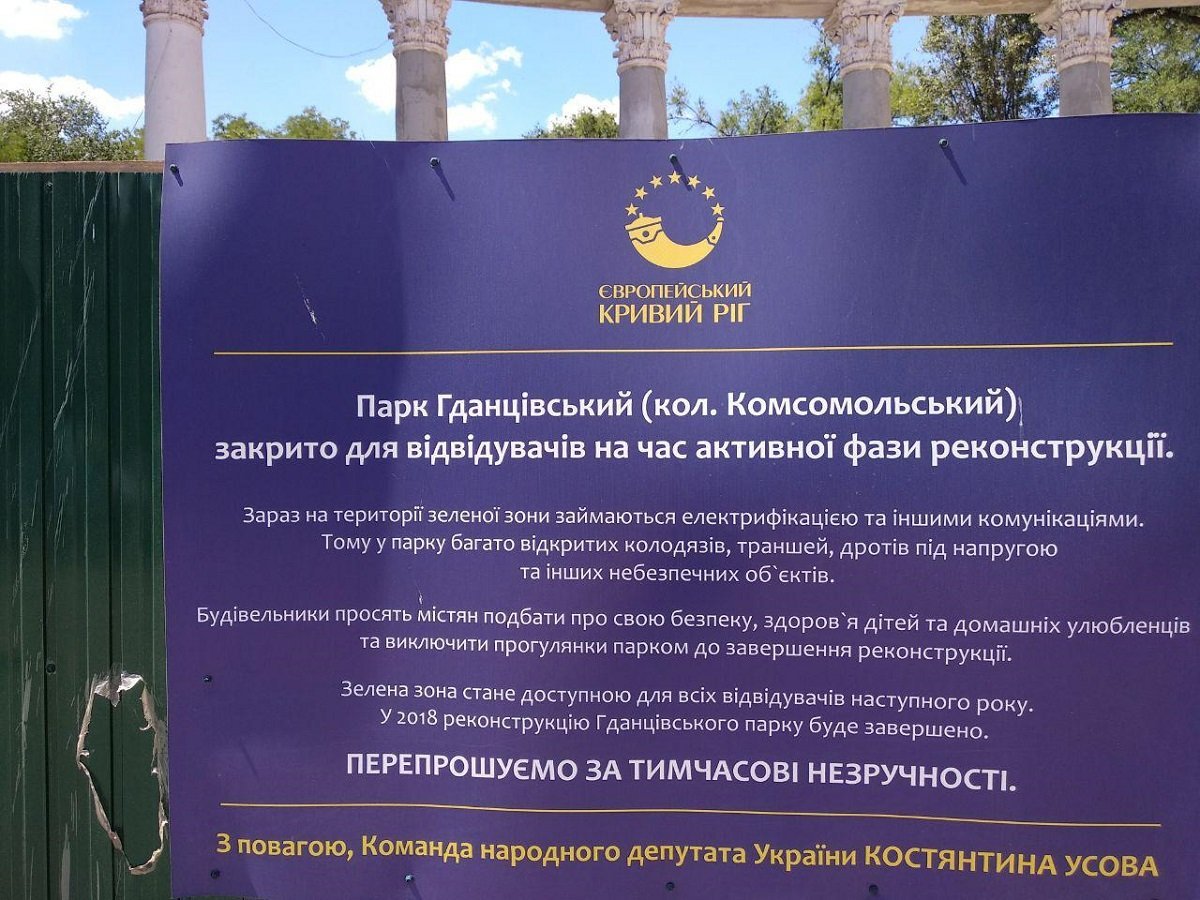 ЄВРОПЕЙСЬКИЙ
КРИВИЙ РІГ
Парк Гданцівський (кол. Комсомольський)
закрито для відвідувачів на час активної фази реконструкції.
Зараз на території зеленої зони займаються електрифікацією та іншими комунікаціями.
Тому у парку багато відкритих колодязів, траншей, дротів під напругою
та інших небезпечних об`єктів.
Будівельники просять містян подбати про свою безпеку, здоров`я дітей та домашніх улюбленців
та виключити прогулянки парком до завершення реконструкції.
Зелена зона стане доступною для всіх відвідувачів наступного року.
У 2018 реконструкцію Гданцівського парку буде завершено.
ПЕРЕПРОШУЄМО ЗА ТИМЧАСОВІ НЕЗРУЧНОСТІ.
З повагою, Команда народного депутата України КОСТЯНТИНА УСОВА